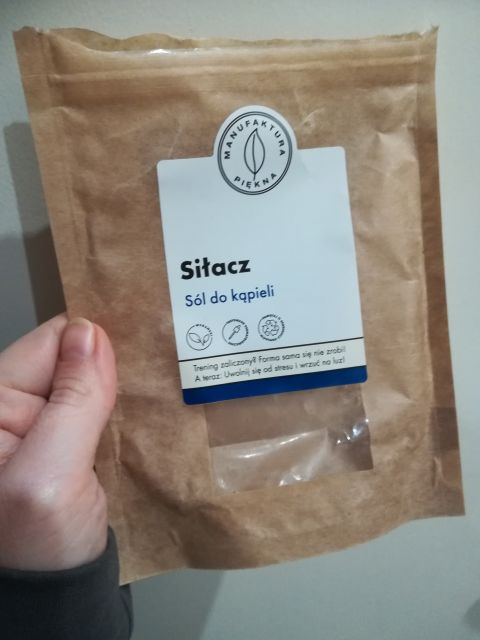 MANUFAKTURA
PIĘKNA
Siłacz
Sól do kąpieli
Trening zaliczony? Forma sama się nie zrobi!
A teraz: Uwolnij się od stresu i wrzuć na luz!